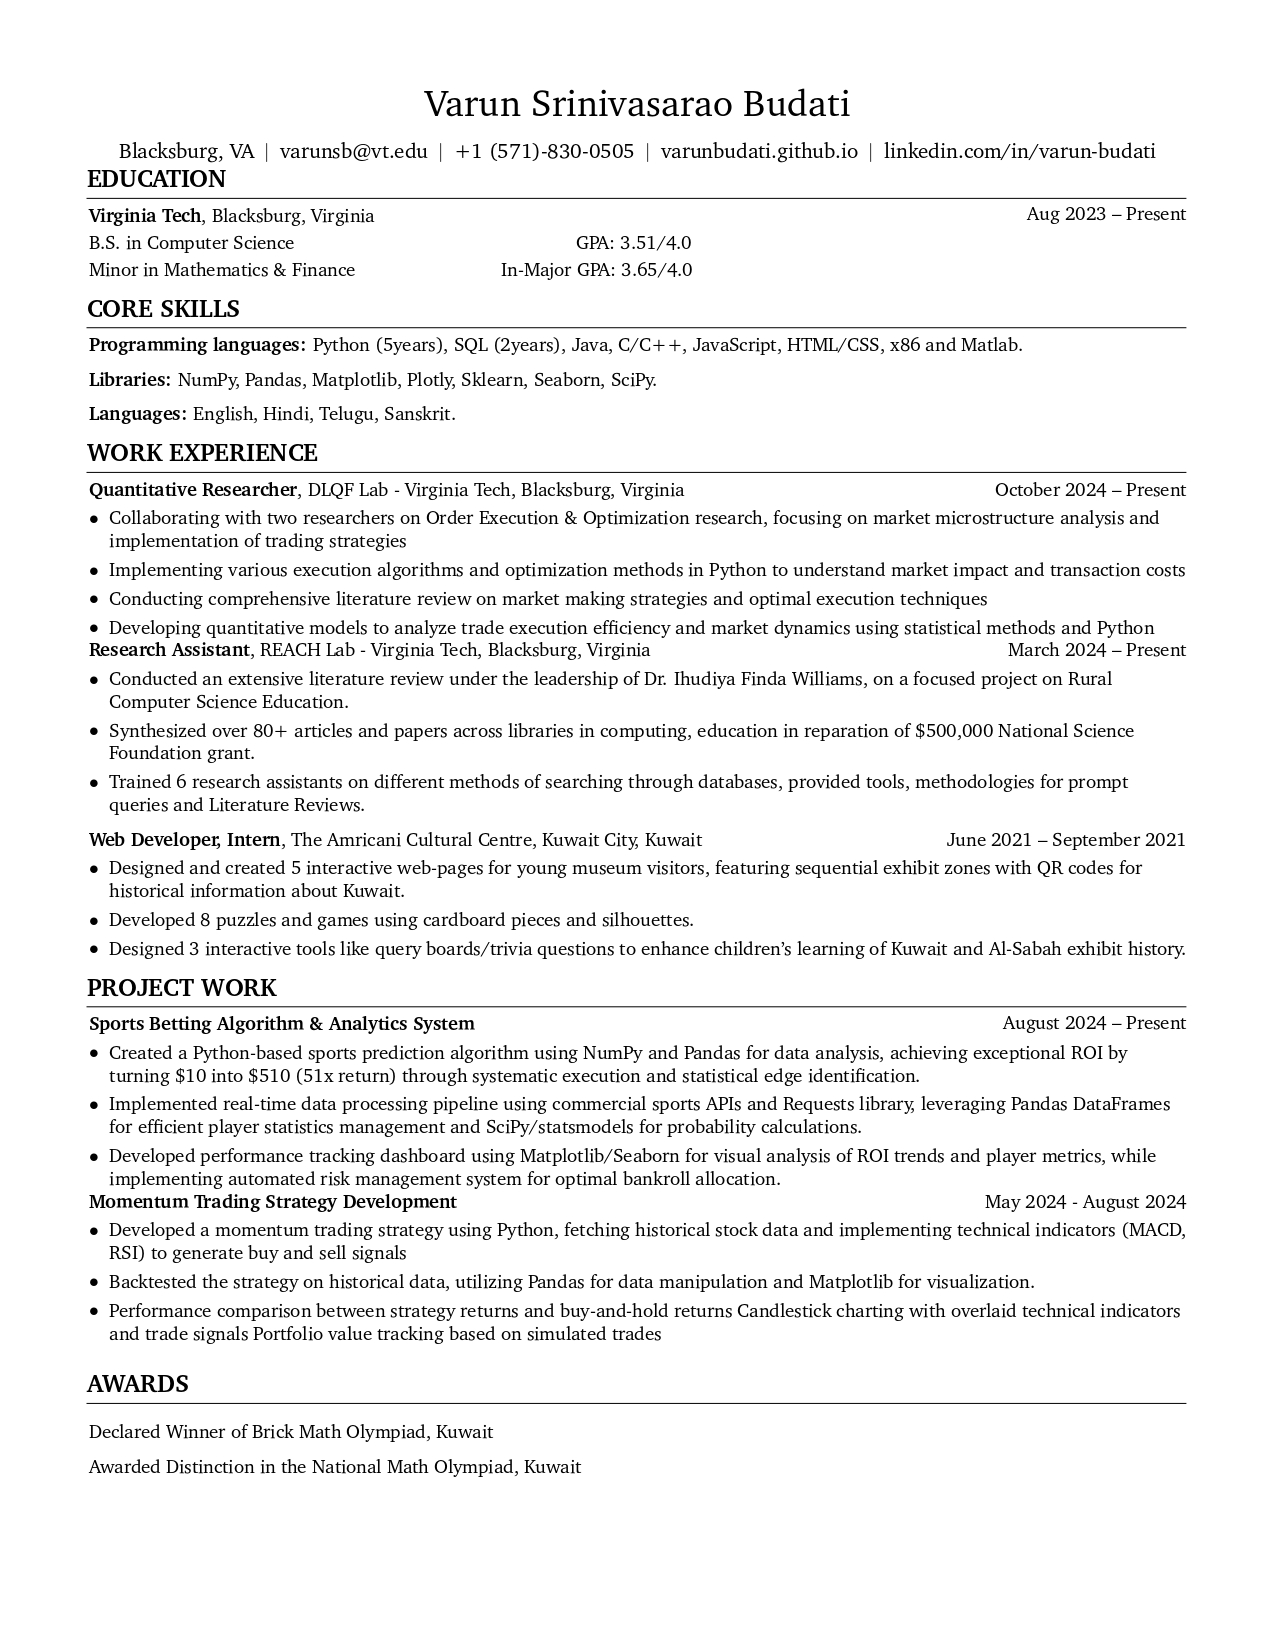 Varun Srinivasarao Budati
Blacksburg, VA | varunsb@vt.edu | +1 (571)-830-0505 | varunbudati.github.io | linkedin.com/in/varun-budati
EDUCATION
Virginia Tech, Blacksburg, Virginia Aug 2023 – Present
B.S. in Computer Science GPA: 3.51/4.0
Minor in Mathematics & Finance In-Major GPA: 3.65/4.0
CORE SKILLS
Programming languages: Python (5years), SQL (2years), Java, C/C++, JavaScript, HTML/CSS, x86 and Matlab.
Libraries: NumPy, Pandas, Matplotlib, Plotly, Sklearn, Seaborn, SciPy.
Languages: English, Hindi, Telugu, Sanskrit.
WORK EXPERIENCE
Quantitative Researcher, DLQF Lab - Virginia Tech, Blacksburg, Virginia October 2024 – Present
• Collaborating with two researchers on Order Execution & Optimization research, focusing on market microstructure analysis and
implementation of trading strategies
• Implementing various execution algorithms and optimization methods in Python to understand market impact and transaction costs
• Conducting comprehensive literature review on market making strategies and optimal execution techniques
• Developing quantitative models to analyze trade execution efficiency and market dynamics using statistical methods and Python
Research Assistant, REACH Lab - Virginia Tech, Blacksburg, Virginia March 2024 – Present
• Conducted an extensive literature review under the leadership of Dr. Ihudiya Finda Williams, on a focused project on Rural
Computer Science Education.
• Synthesized over 80+ articles and papers across libraries in computing, education in reparation of $500,000 National Science
Foundation grant.
• Trained 6 research assistants on different methods of searching through databases, provided tools, methodologies for prompt
queries and Literature Reviews.
Web Developer, Intern, The Amricani Cultural Centre, Kuwait City, Kuwait June 2021 – September 2021
• Designed and created 5 interactive web-pages for young museum visitors, featuring sequential exhibit zones with QR codes for
historical information about Kuwait.
• Developed 8 puzzles and games using cardboard pieces and silhouettes.
• Designed 3 interactive tools like query boards/trivia questions to enhance children’s learning of Kuwait and Al-Sabah exhibit history.
PROJECT WORK
Sports Betting Algorithm & Analytics System August 2024 – Present
• Created a Python-based sports prediction algorithm using NumPy and Pandas for data analysis, achieving exceptional ROI by
turning $10 into $510 (51x return) through systematic execution and statistical edge identification.
• Implemented real-time data processing pipeline using commercial sports APIs and Requests library, leveraging Pandas DataFrames
for efficient player statistics management and SciPy/statsmodels for probability calculations.
• Developed performance tracking dashboard using Matplotlib/Seaborn for visual analysis of ROI trends and player metrics, while
implementing automated risk management system for optimal bankroll allocation.
Momentum Trading Strategy Development May 2024 - August 2024
• Developed a momentum trading strategy using Python, fetching historical stock data and implementing technical indicators (MACD,
RSI) to generate buy and sell signals
• Backtested the strategy on historical data, utilizing Pandas for data manipulation and Matplotlib for visualization.
• Performance comparison between strategy returns and buy-and-hold returns Candlestick charting with overlaid technical indicators
and trade signals Portfolio value tracking based on simulated trades
AWARDS
Declared Winner of Brick Math Olympiad, Kuwait
Awarded Distinction in the National Math Olympiad, Kuwait